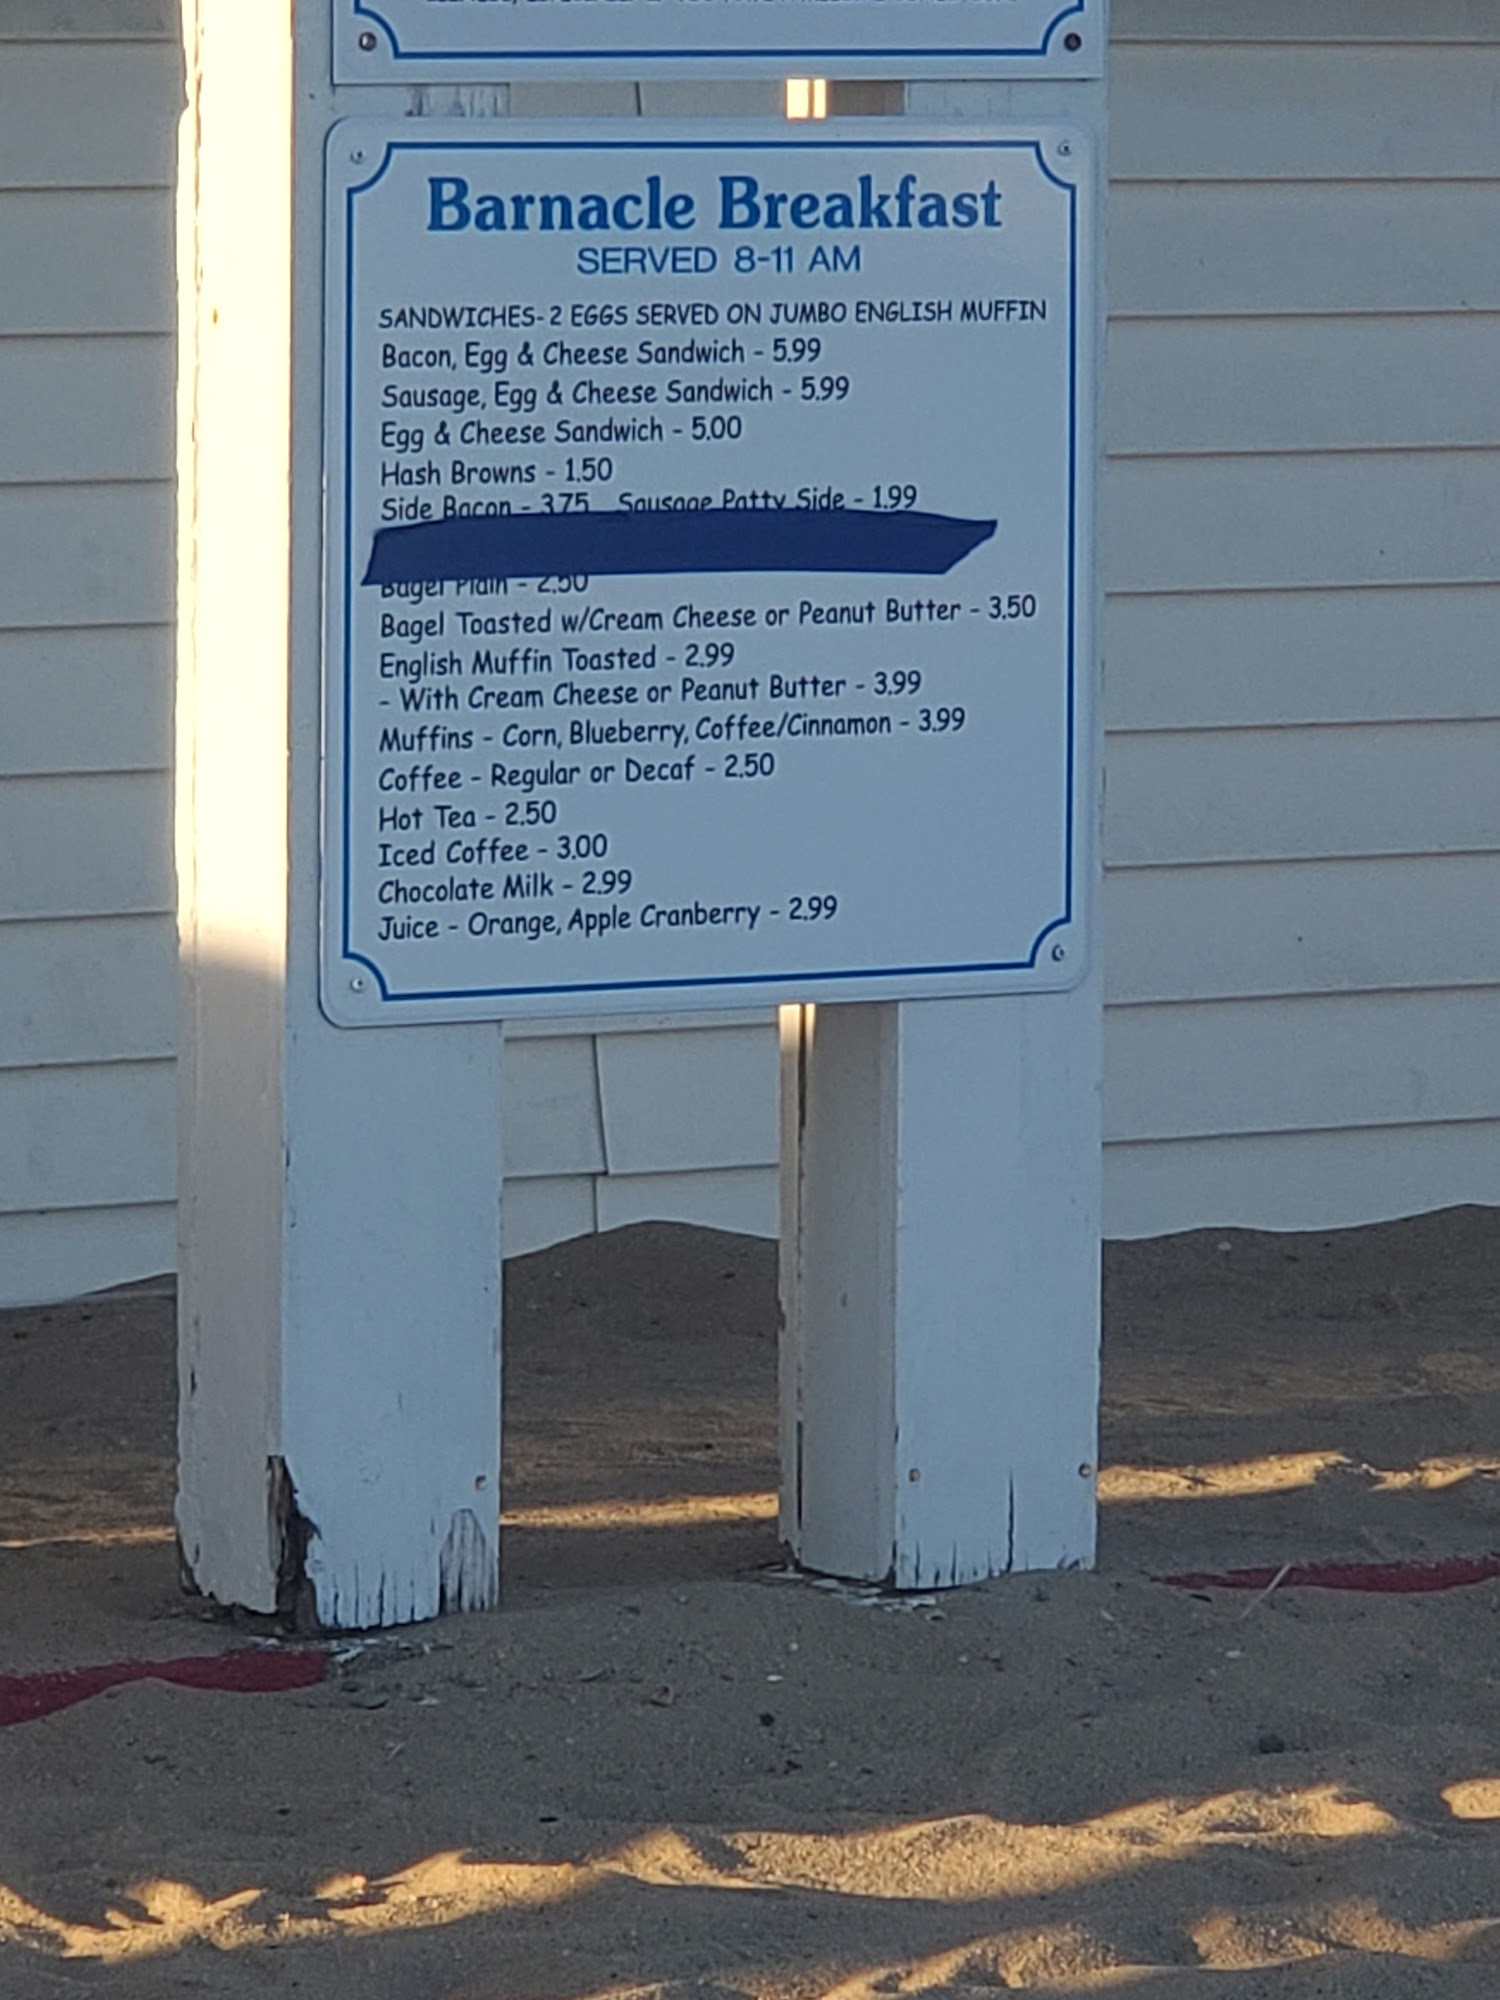 Barnacle Breakfast
SERVED 8-11 AM
SANDWICHES- 2 EGGS SERVED ON JUMBO ENGLISH MUFFIN
Bacon, Egg & Cheese Sandwich - 5.99
Sausage, Egg & Cheese Sandwich - 5.99
Egg & Cheese Sandwich - 5.00
Hash Browns - 1.50
Side Bacon - 3.75 Sausage Patty Side - 1.99
Bagel Plain - 2.50
Bagel Toasted w/Cream Cheese or Peanut Butter - 3.50
English Muffin Toasted - 2.99
- With Cream Cheese or Peanut Butter - 3.99
Muffins - Corn, Blueberry, Coffee/Cinnamon - 3.99
Coffee - Regular or Decaf - 2.50
Hot Tea - 2.50
Iced Coffee - 3.00
Chocolate Milk - 2.99
Juice - Orange, Apple Cranberry - 2.99